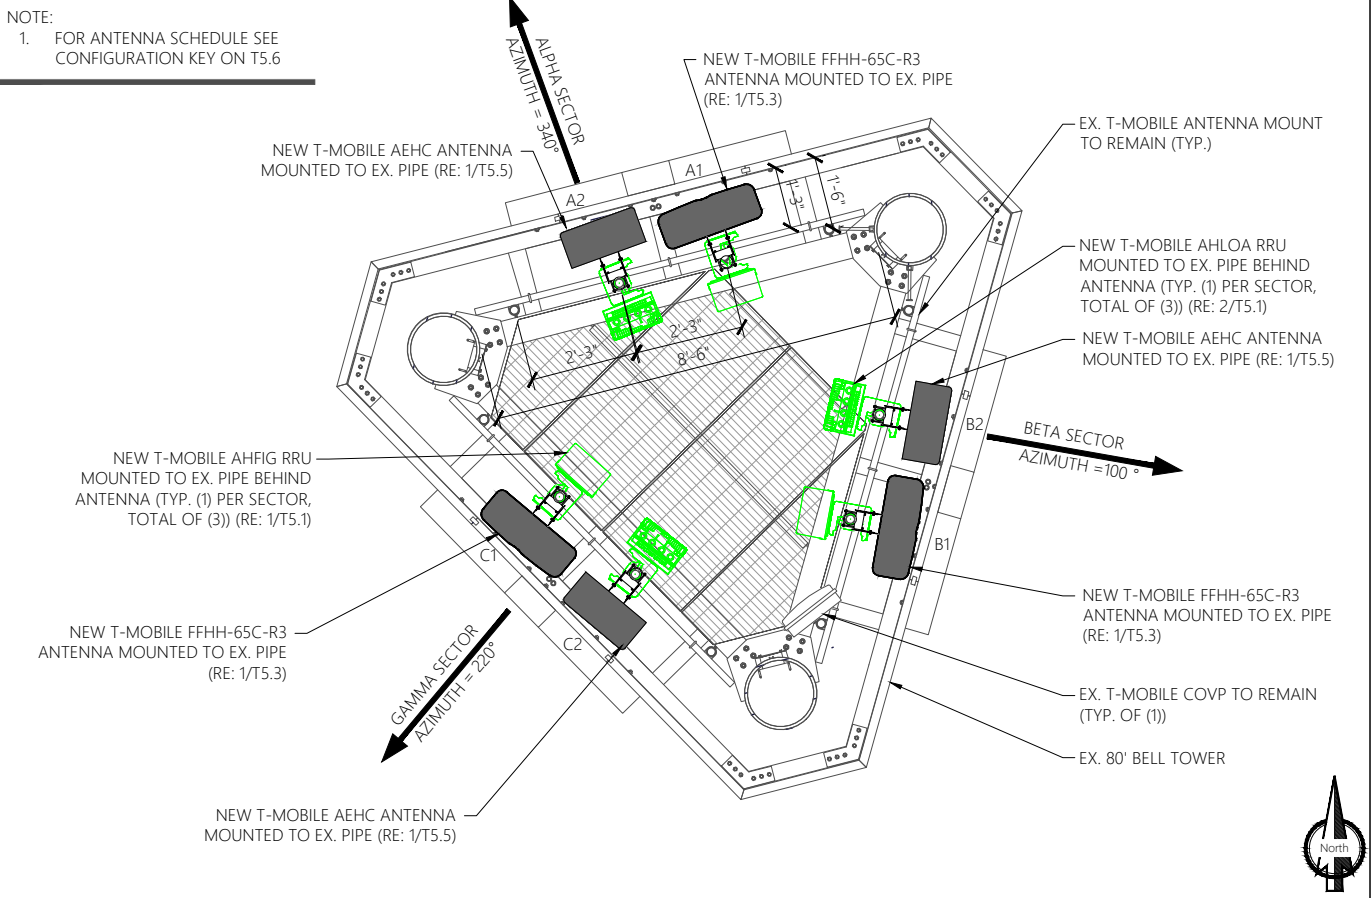 NOTE:
1. FOR ANTENNA SCHEDULE SEE
CONFIGURATION KEY ON T5.6
ALPHA SECTOR
AZIMUTH = 340°
NEW T-MOBILE FFHH-65C-R3
ANTENNA MOUNTED TO EX. PIPE
(RE: 1/T5.3)
EX. T-MOBILE ANTENNA MOUNT
TO REMAIN (TYP.)
NEW T-MOBILE AEHC ANTENNA
MOUNTED TO EX. PIPE (RE: 1/T5.5)
A1
A2
1'-3"
1'-6"
NEW T-MOBILE AHLOA RRU
MOUNTED TO EX. PIPE BEHIND
ANTENNA (TYP. (1) PER SECTOR,
TOTAL OF (3)) (RE: 2/T5.1)
NEW T-MOBILE AEHC ANTENNA
MOUNTED TO EX. PIPE (RE: 1/T5.5)
2'-3"
2'-3"
8'-6"
B2
BETA SECTOR
AZIMUTH =100 °
NEW T-MOBILE AHFIG RRU
MOUNTED TO EX. PIPE BEHIND
ANTENNA (TYP. (1) PER SECTOR,
TOTAL OF (3)) (RE: 1/T5.1)
B1
C1
C2
NEW T-MOBILE FFHH-65C-R3
ANTENNA MOUNTED TO EX. PIPE
(RE: 1/T5.3)
NEW T-MOBILE FFHH-65C-R3
ANTENNA MOUNTED TO EX. PIPE
(RE: 1/T5.3)
GAMMA SECTOR
AZIMUTH = 220°
EX. T-MOBILE COVP TO REMAIN
(TYP. OF (1))
EX. 80' BELL TOWER
NEW T-MOBILE AEHC ANTENNA
MOUNTED TO EX. PIPE (RE: 1/T5.5)
North